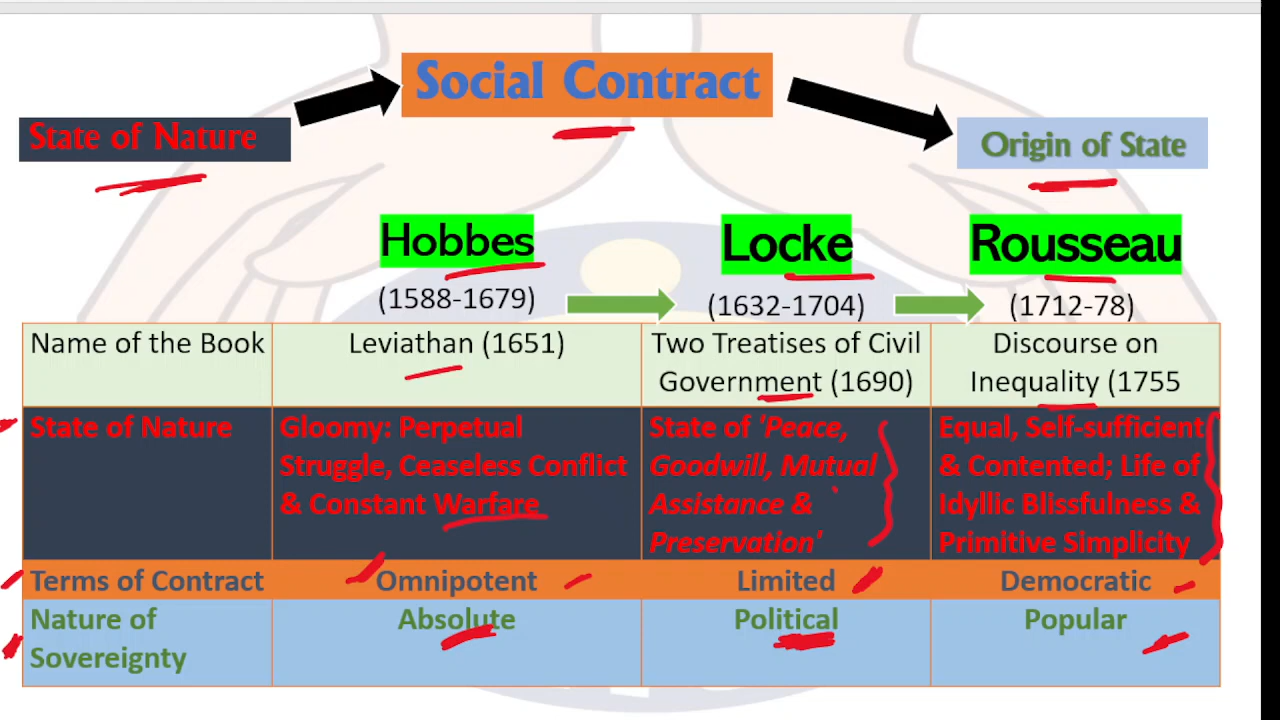 Social Contract
State of Nature
Origin of State
Hobbes
Locke
Rousseau
(1588-1679)
(1632-1704)
(1712-78)
Name of the Book
Leviathan (1651)
Two Treatises of Civil
Government (1690)
Discourse on
Inequality (1755
State of Nature
Gloomy: Perpetual
Struggle, Ceaseless Conflict
& Constant Warfare
State of 'Peace,
Goodwill, Mutual
Assistance &
Preservation'
Equal, Self-sufficient
& Contented; Life of
Idyllic Blissfulness &
Primitive Simplicity
Terms of Contract
Omnipotent
Limited
Democratic
Nature of
Sovereignty
Absolute
Political
Popular